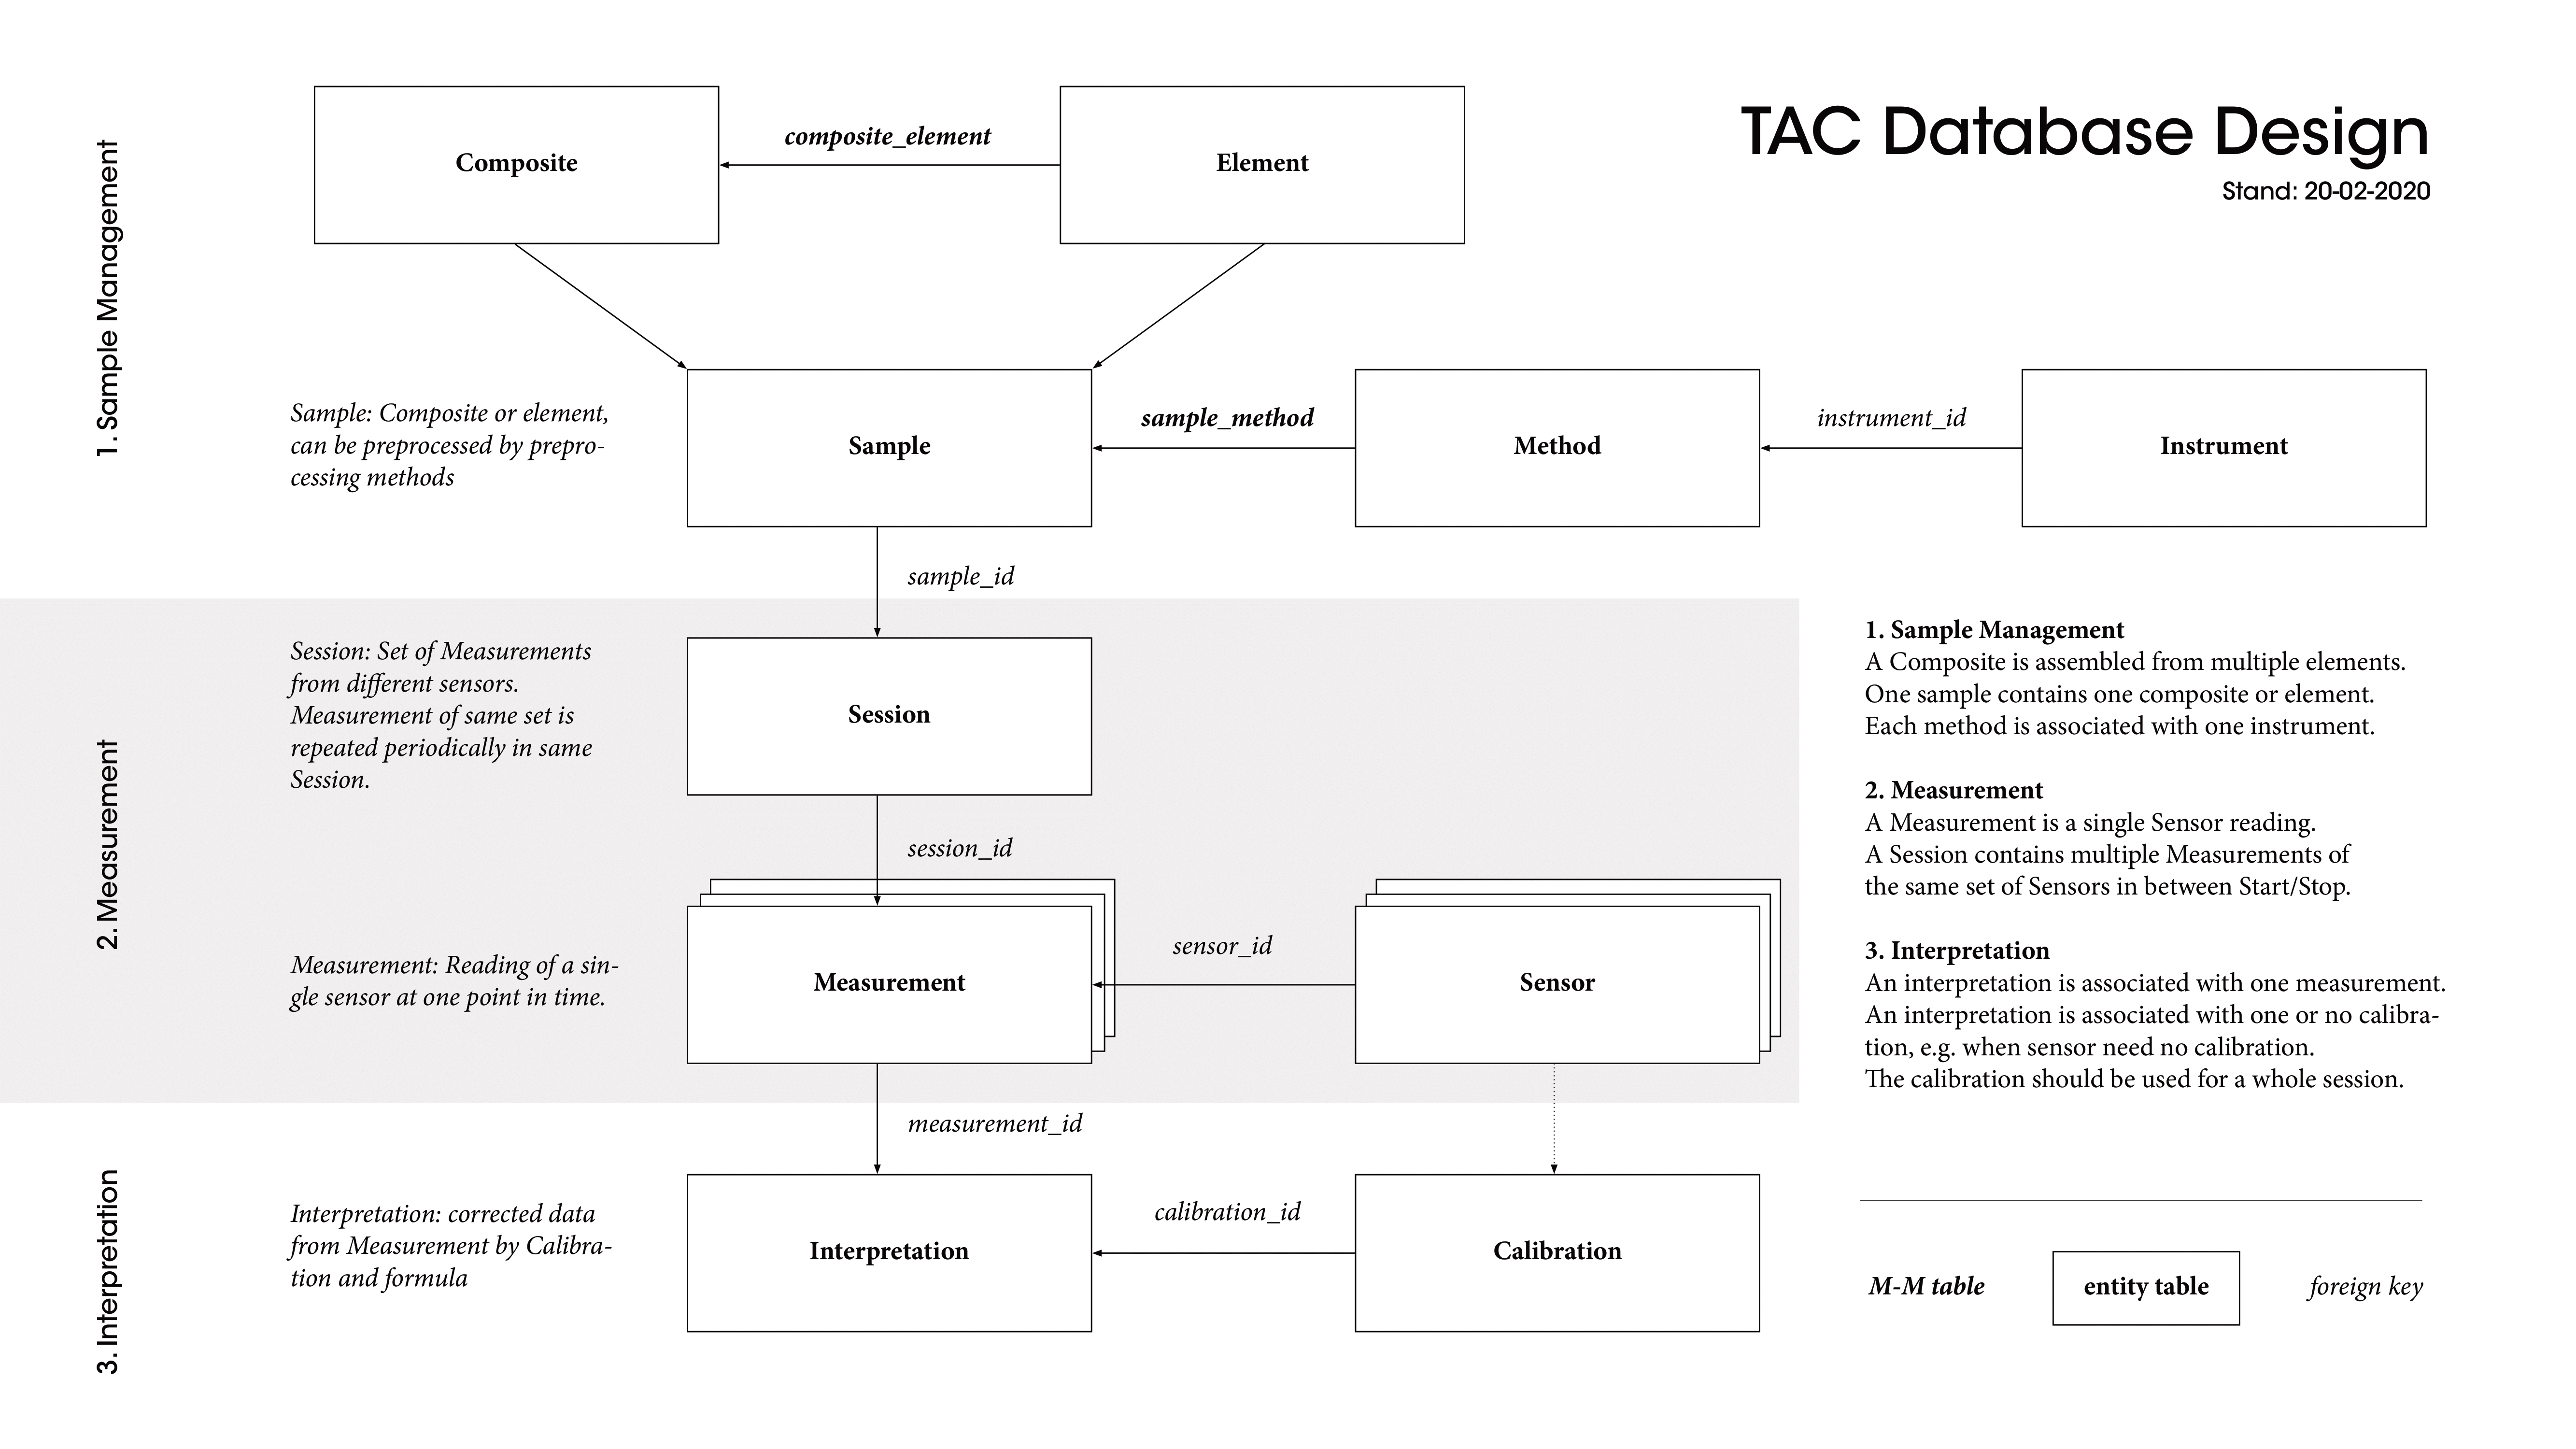 TAC Database Design
Stand: 20-02-2020
1. Sample Management
Composite
composite_element
Element
Sample: Composite or element,
can be preprocessed by prepro-
cessing methods
Sample
sample_method
Method
instrument_id
Instrument
sample_id
2. Measurement
Session: Set of Measurements
from different sensors.
Measurement of same set is
repeated periodically in same
Session.
Session
session_id
Measurement: Reading of a sin-
gle sensor at one point in time.
Measurement
sensor_id
Sensor
measurement_id
3. Interpretation
Interpretation: corrected data
from Measurement by Calibra-
tion and formula
Interpretation
calibration_id
Calibration
1. Sample Management
A Composite is assembled from multiple elements.
One sample contains one composite or element.
Each method is associated with one instrument.
2. Measurement
A Measurement is a single Sensor reading.
A Session contains multiple Measurements of
the same set of Sensors in between Start/Stop.
3. Interpretation
An interpretation is associated with one measurement.
An interpretation is associated with one or no calibra-
tion, e.g. when sensor need no calibration.
The calibration should be used for a whole session.
M-M table
entity table
foreign key